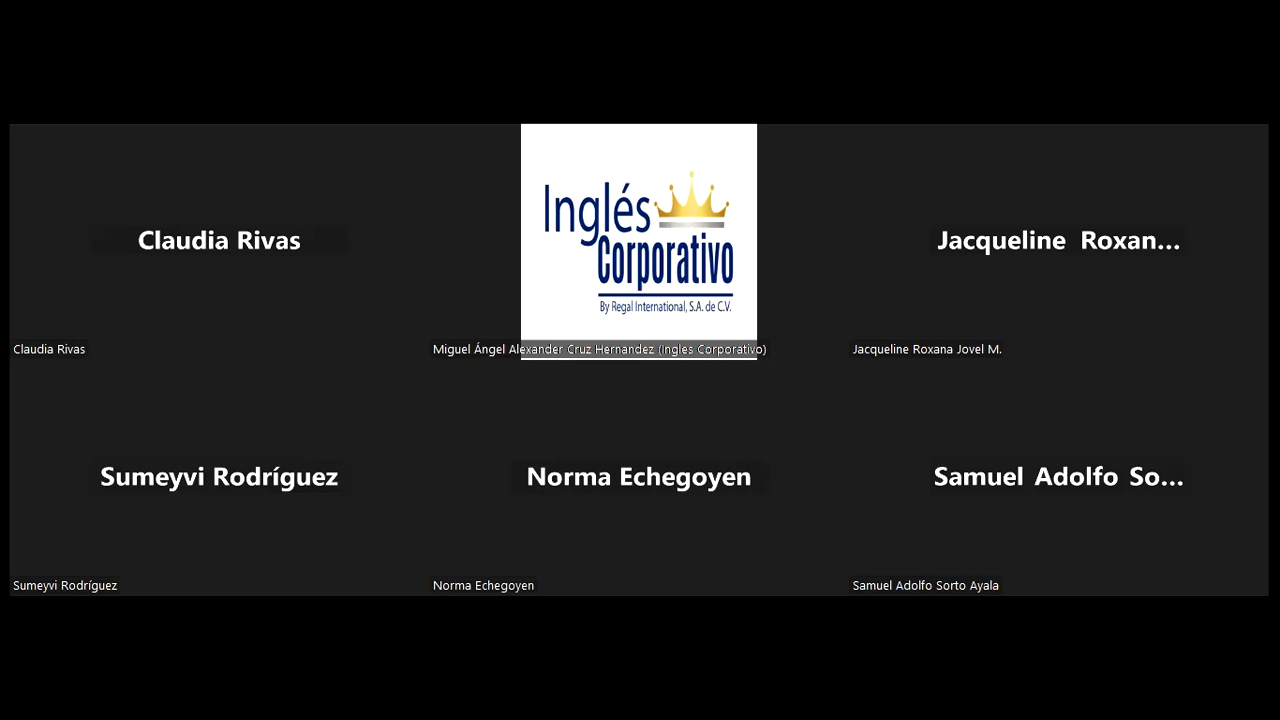 Claudia Rivas
Claudia Rivas
Inglés
Corporativo
By Regal International, S.A. de C.V.
Miguel Ángel Alexander Cruz Hernandez (Ingles Corporativo)
Jacqueline Roxan...
Jacqueline Roxana Jovel M.
Sumeyvi Rodríguez
Sumeyvi Rodríguez
Norma Echegoyen
Norma Echegoyen
Samuel Adolfo So...
Samuel Adolfo Sorto Ayala